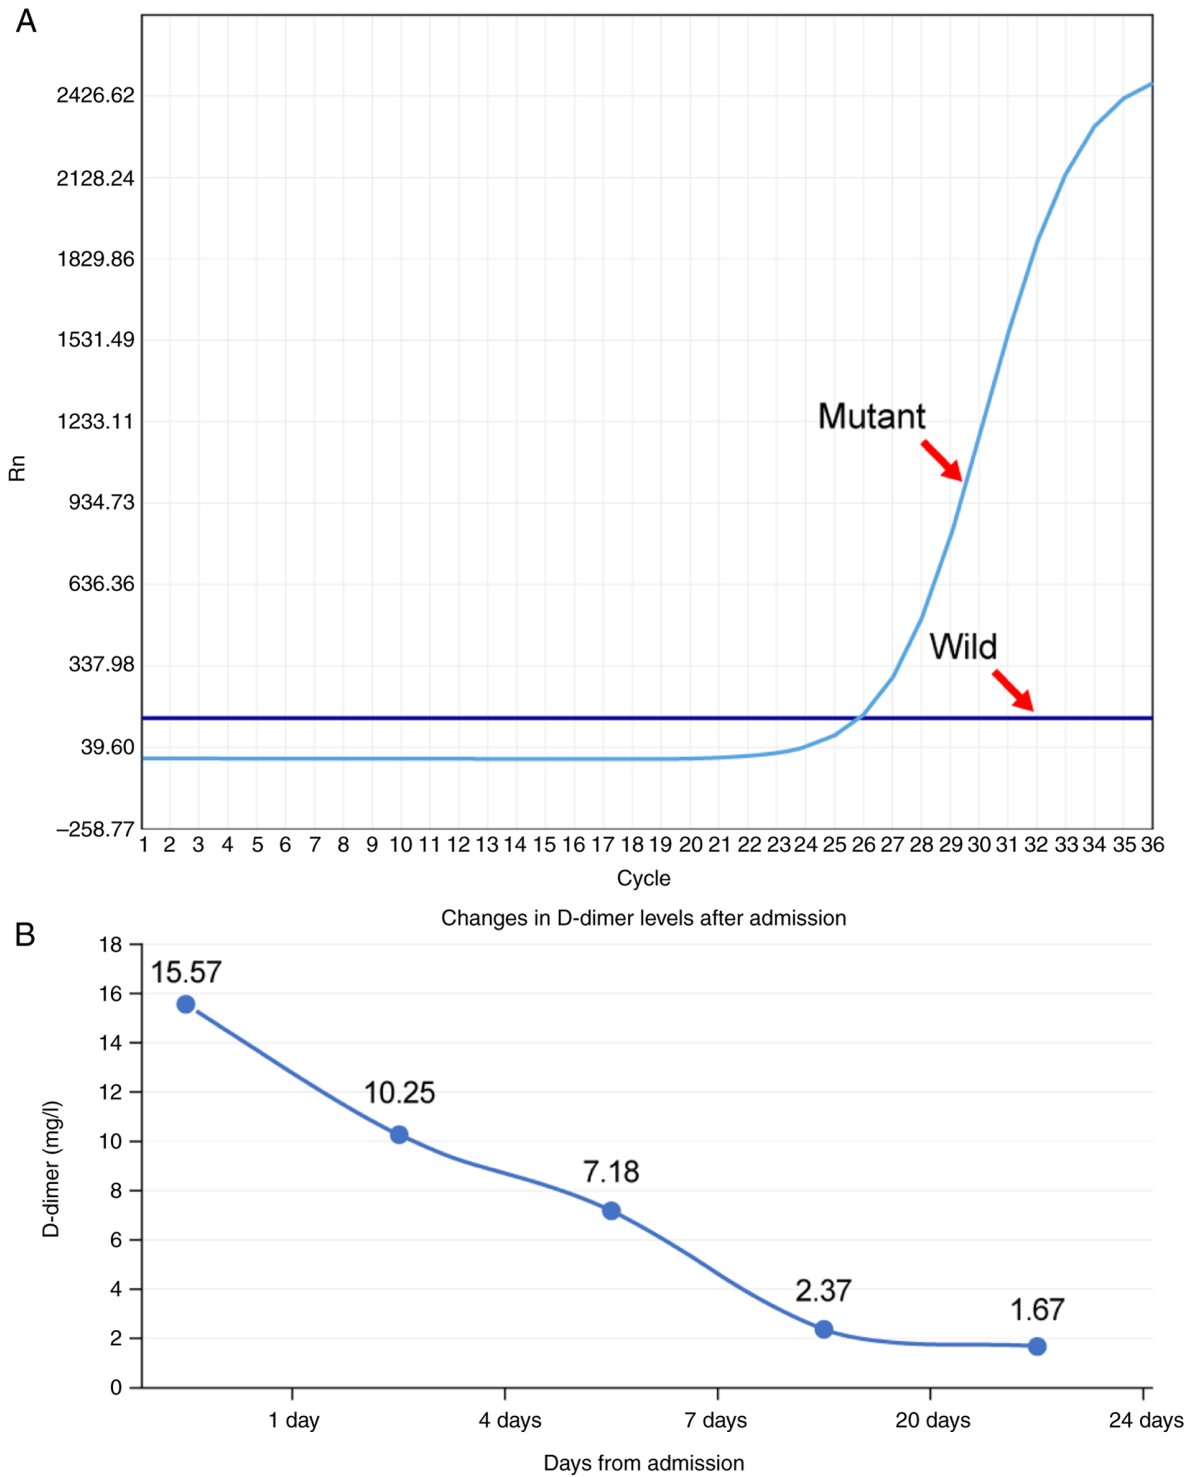 A
2426.62
2128.24
1829.86
1531.49
1233.11
934.73
636.36
337.98
39.60
–258.77
Rn
Mutant
Wild
1 2 3 4 5 6 7 8 9 10 11 12 13 14 15 16 17 18 19 20 21 22 23 24 25 26 27 28 29 30 31 32 33 34 35 36
Cycle
B
Changes in D-dimer levels after admission
18
16
14
12
10
8
6
4
2
0
D-dimer (mg/l)
15.57
10.25
7.18
2.37
1.67
1 day 4 days 7 days 20 days 24 days
Days from admission